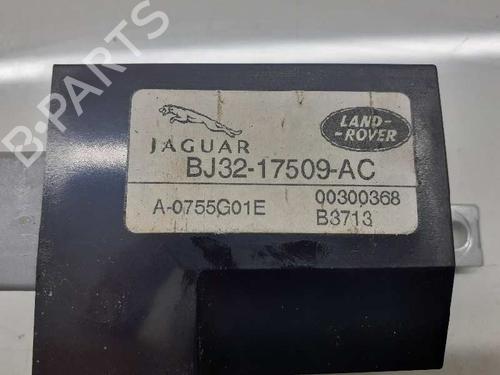 B-PARTS
JAGUAR
LAND-
-ROVER
BJ32-17509-AC
A-0755G01E
00300368
B3713